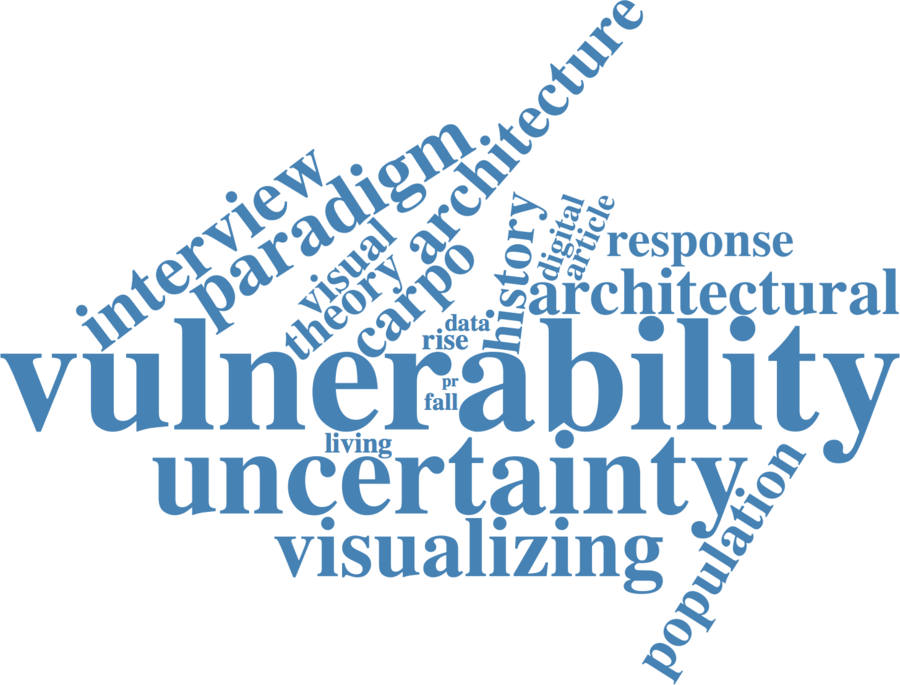 architecture
paradigm
interview
visual
theory
carpo
history
digital
article
response
architectural
data
rise
vulnerability
pr
fall
living
uncertainty
visualizing
population